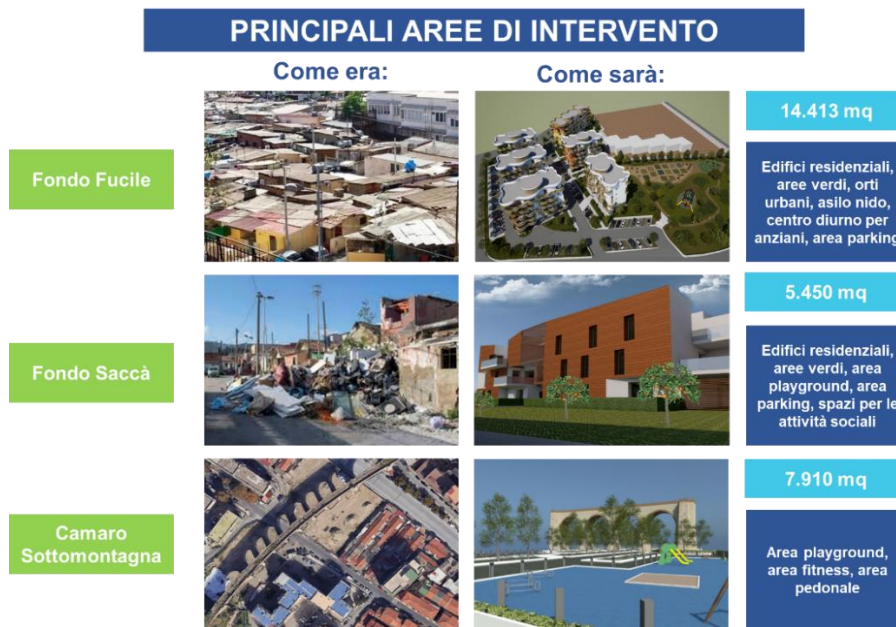 PRINCIPALI AREE DI INTERVENTO
Come era:
Come sarà:
Fondo Fucile
14.413 mq
Edifici residenziali,
aree verdi, orti
urbani, asilo nido,
centro diurno per
anziani, area parking
Fondo Saccà
5.450 mq
Edifici residenziali,
aree verdi, area
playground, area
parking, spazi per le
attività sociali
Camaro
Sottomontagna
7.910 mq
Area playground,
area fitness, area
pedonale